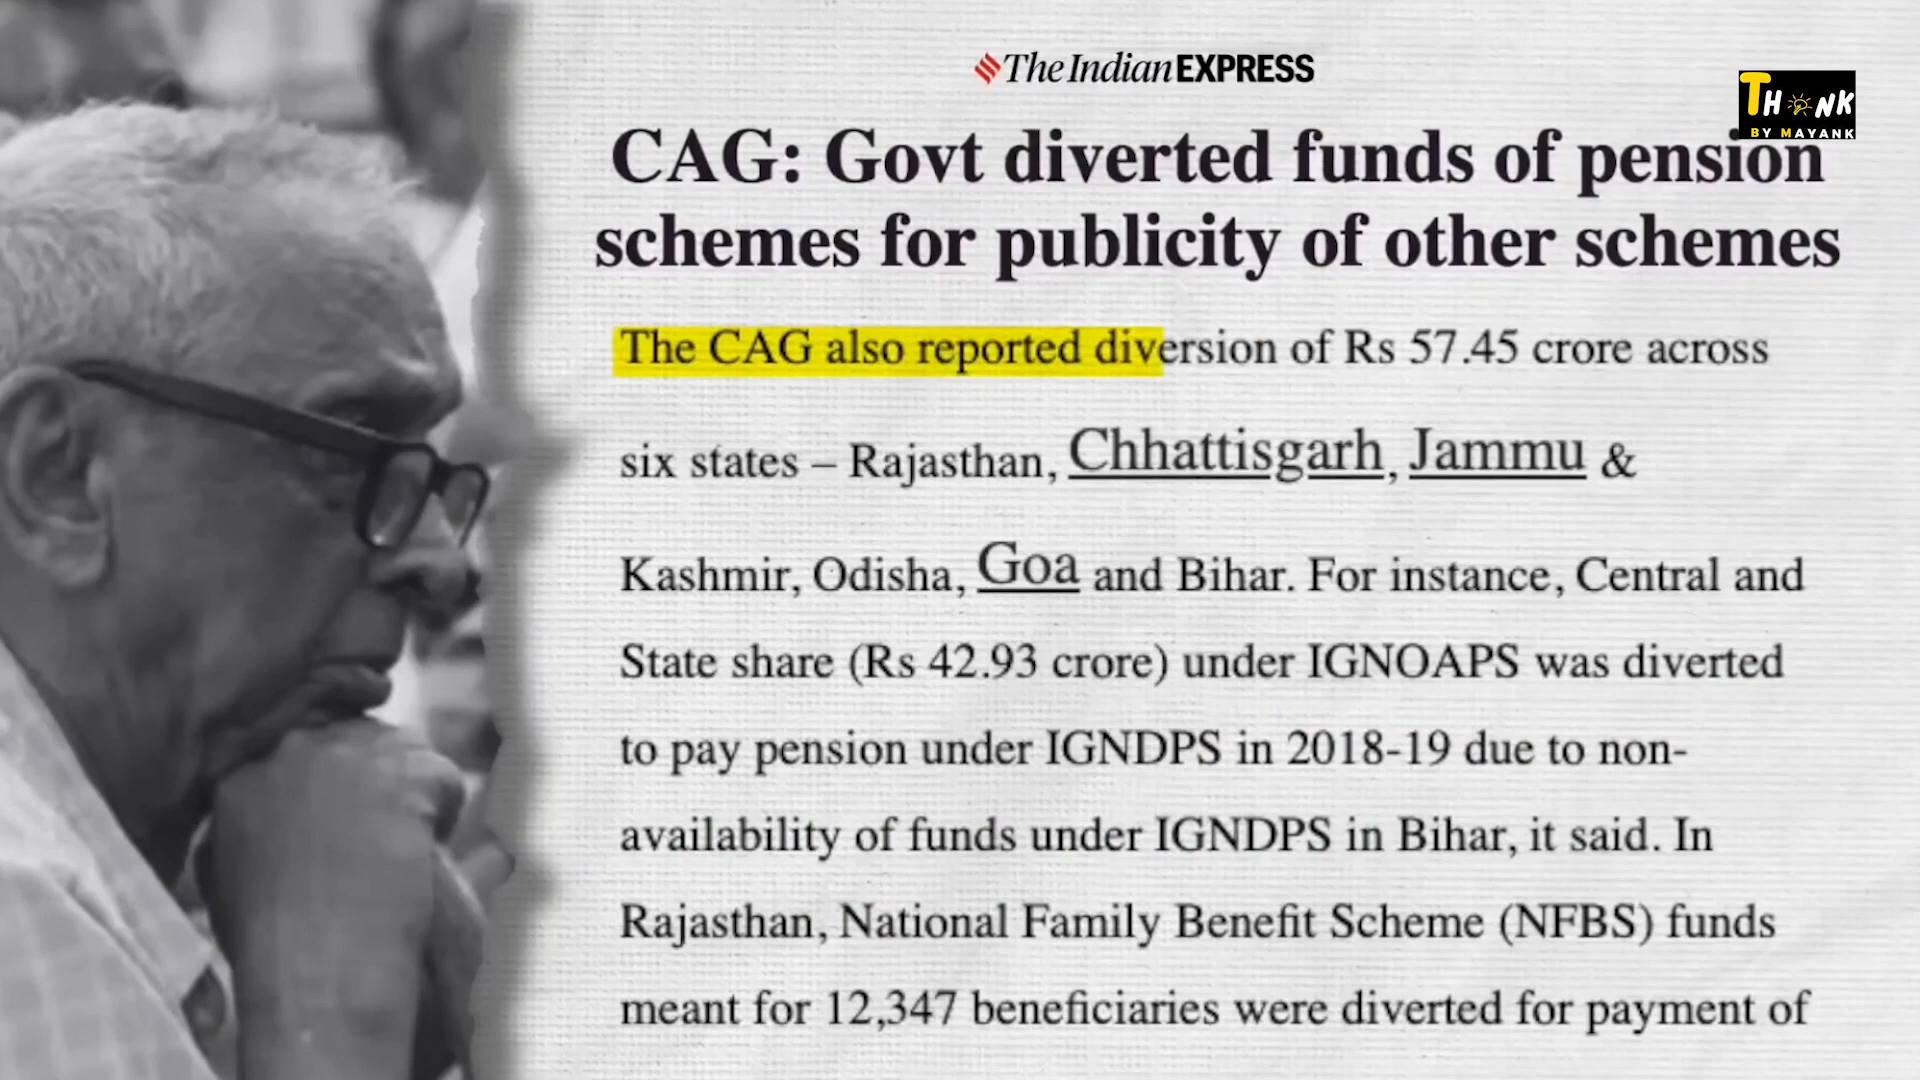 The Indian EXPRESS
THINK
BY MAYANK
CAG: Govt diverted funds of pension
schemes for publicity of other schemes
The CAG also reported diversion of Rs 57.45 crore across
six states – Rajasthan, Chhattisgarh, Jammu &
Kashmir, Odisha, Goa and Bihar. For instance, Central and
State share (Rs 42.93 crore) under IGNOAPS was diverted
to pay pension under IGNDPS in 2018-19 due to non-
availability of funds under IGNDPS in Bihar, it said. In
Rajasthan, National Family Benefit Scheme (NFBS) funds
meant for 12,347 beneficiaries were diverted for payment of